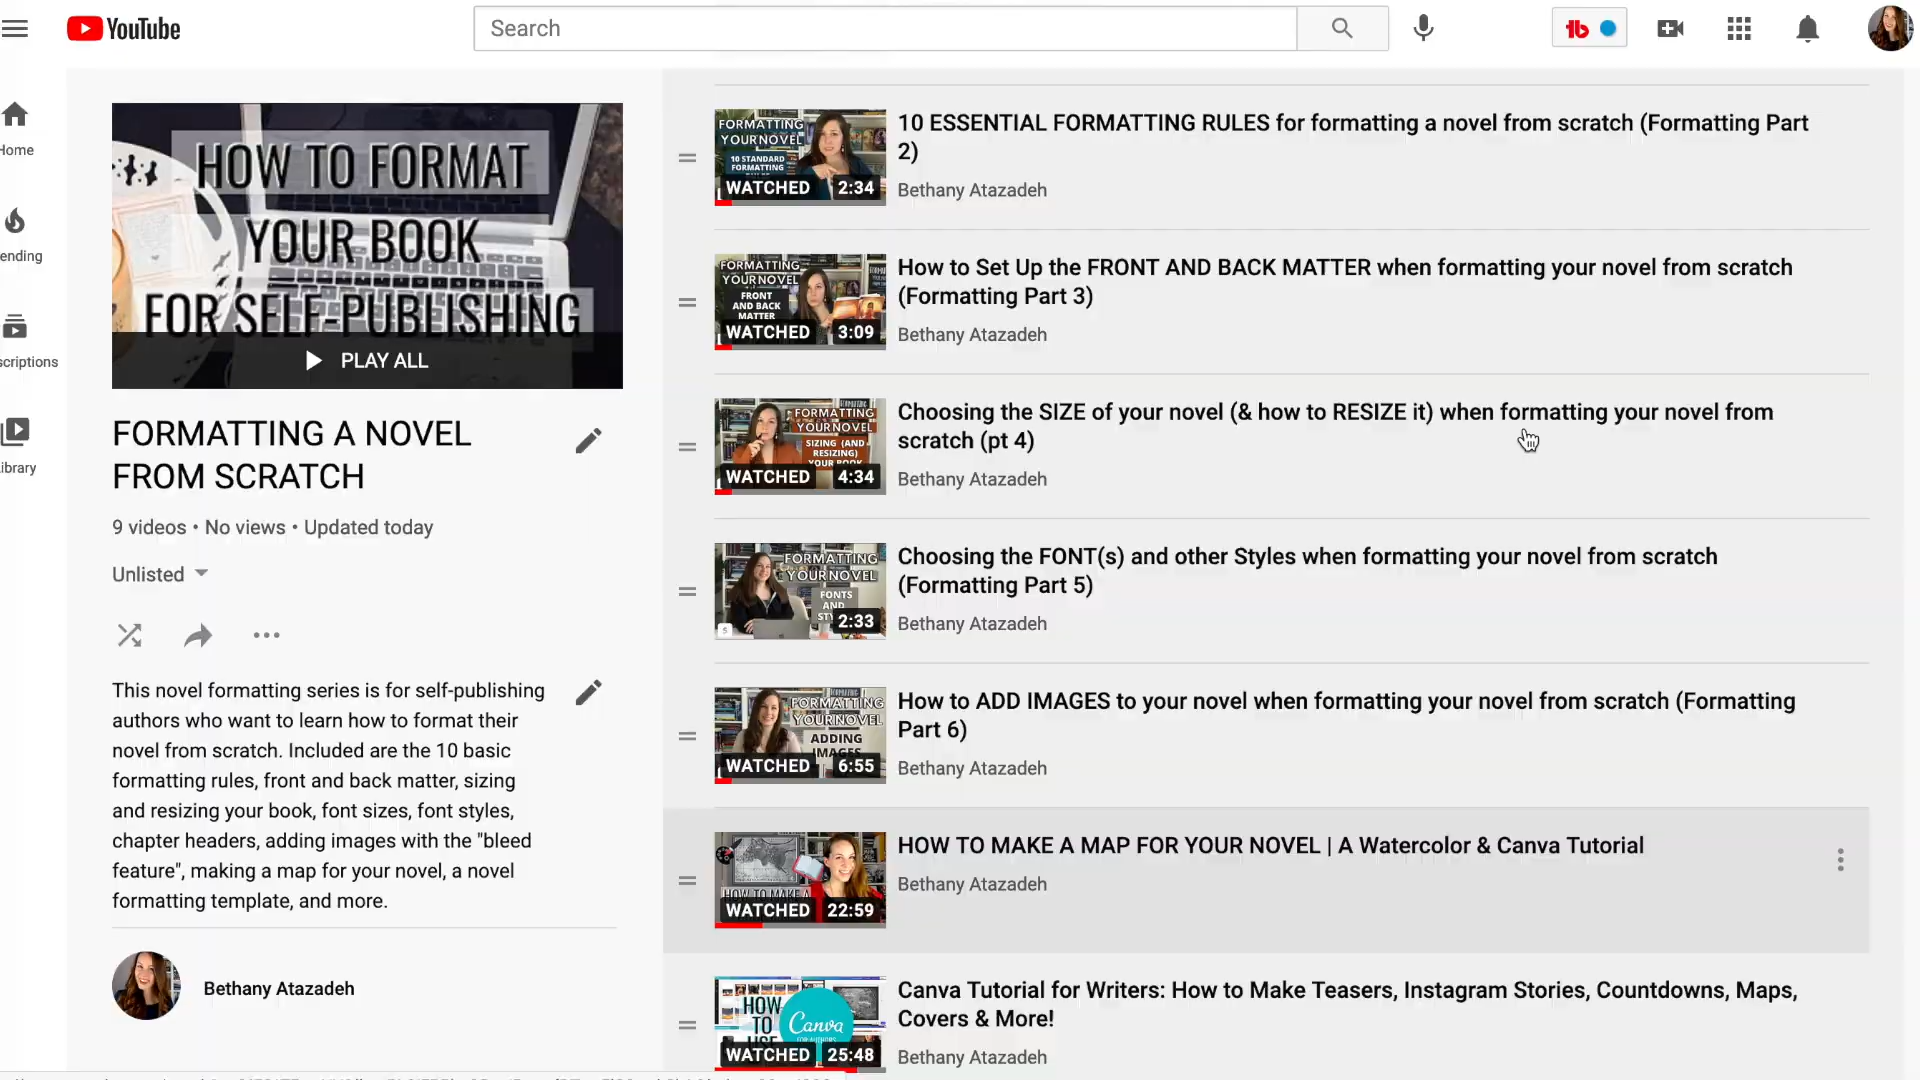 YouTube
Search
Home
ending
scriptions
ibrary
HOW TO FORMAT
YOUR BOOK
FOR SELF-PUBLISHING
PLAY ALL
FORMATTING A NOVEL
FROM SCRATCH
9 videos • No views • Updated today
Unlisted
This novel formatting series is for self-publishing
authors who want to learn how to format their
novel from scratch. Included are the 10 basic
formatting rules, front and back matter, sizing
and resizing your book, font sizes, font styles,
chapter headers, adding images with the "bleed
feature", making a map for your novel, a novel
formatting template, and more.
Bethany Atazadeh
FORMATTING
YOUR NOVEL
10 STANDARD
FORMATTING
WATCHED 2:34
10 ESSENTIAL FORMATTING RULES for formatting a novel from scratch (Formatting Part
2)
Bethany Atazadeh
FORMATTING
YOUR NOVEL
FRONT
AND BACK
MATTER
WATCHED 3:09
How to Set Up the FRONT AND BACK MATTER when formatting your novel from scratch
(Formatting Part 3)
Bethany Atazadeh
FORMATTING
YOUR NOVEL
SIZING (AND
RESIZING)
YOUR BOOK
WATCHED 4:34
Choosing the SIZE of your novel (& how to RESIZE it) when formatting your novel from
scratch (pt 4)
Bethany Atazadeh
FORMATTING
YOUR NOVEL
FONTS
AND
2:33
Choosing the FONT(s) and other Styles when formatting your novel from scratch
(Formatting Part 5)
Bethany Atazadeh
FORMATTING
YOUR NOVEL
ADDING
IMAGES
WATCHED 6:55
How to ADD IMAGES to your novel when formatting your novel from scratch (Formatting
Part 6)
Bethany Atazadeh
HOW TO MAKE A
WATCHED 22:59
HOW TO MAKE A MAP FOR YOUR NOVEL | A Watercolor & Canva Tutorial
Bethany Atazadeh
HOW
TO
USE
Canva
FOR AUTHORS
WATCHED 25:48
Canva Tutorial for Writers: How to Make Teasers, Instagram Stories, Countdowns, Maps,
Covers & More!
Bethany Atazadeh